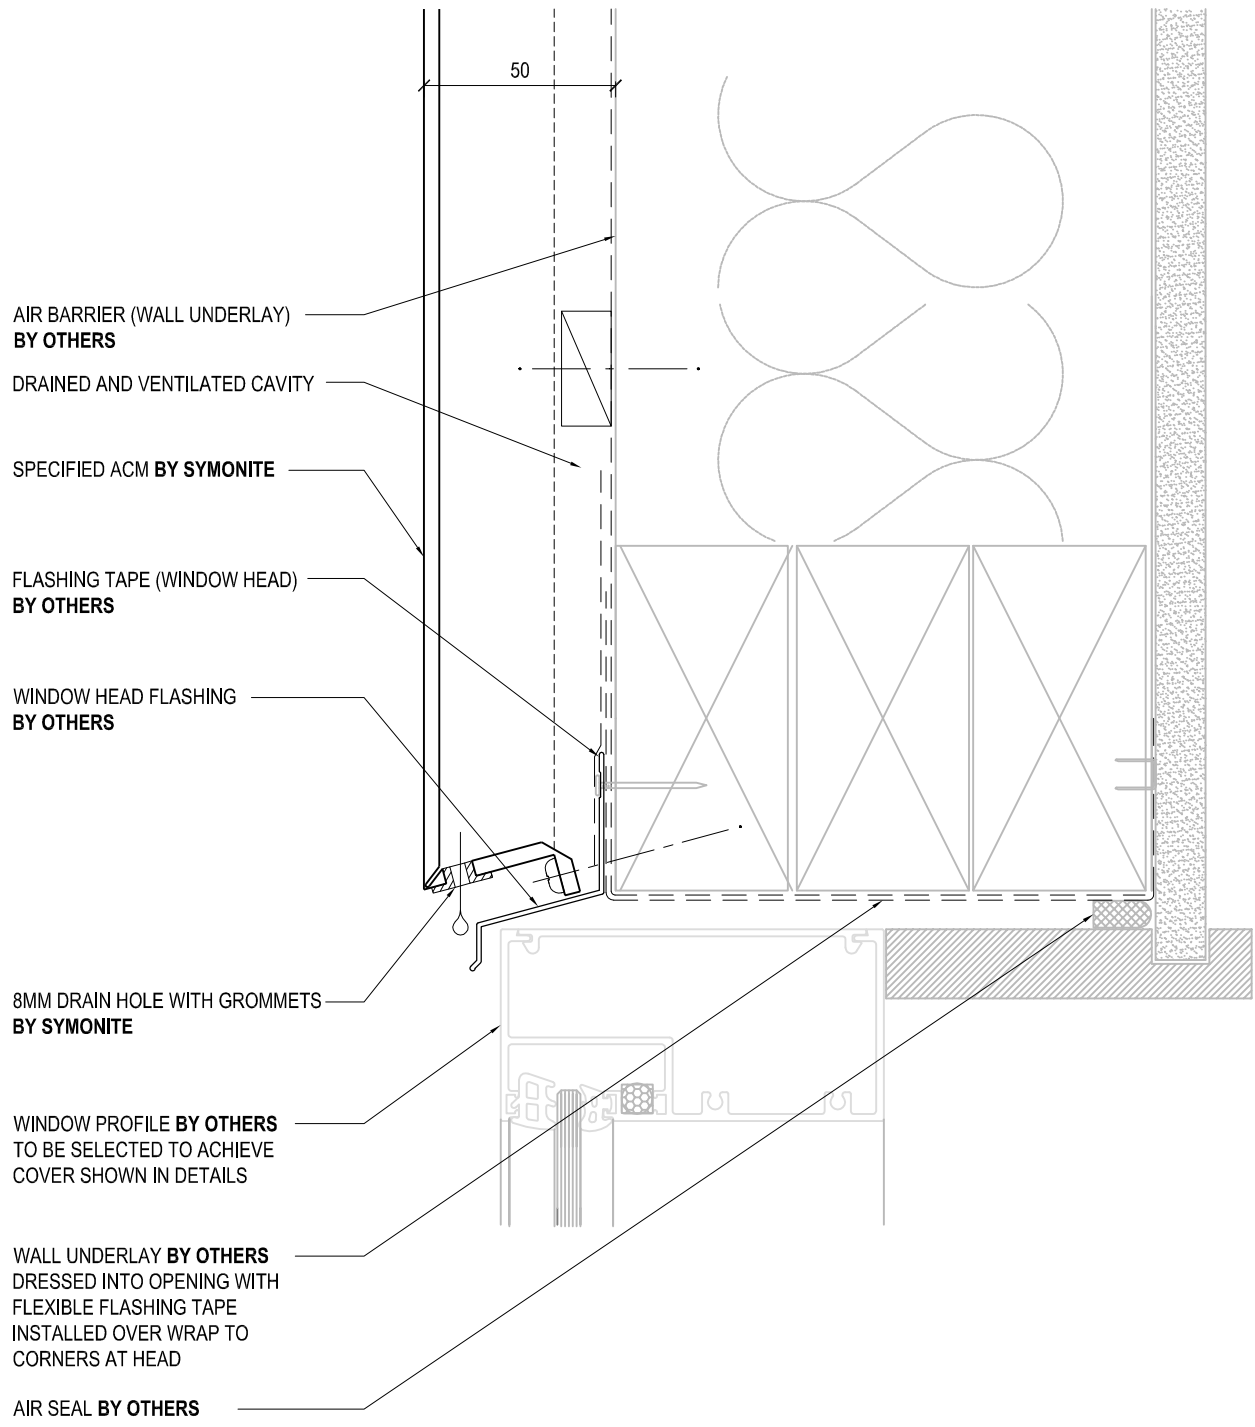 50
AIR BARRIER (WALL UNDERLAY)
BY OTHERS
DRAINED AND VENTILATED CAVITY
SPECIFIED ACM BY SYMONITE
FLASHING TAPE (WINDOW HEAD)
BY OTHERS
WINDOW HEAD FLASHING
BY OTHERS
8MM DRAIN HOLE WITH GROMMETS
BY SYMONITE
WINDOW PROFILE BY OTHERS
TO BE SELECTED TO ACHIEVE
COVER SHOWN IN DETAILS
WALL UNDERLAY BY OTHERS
DRESSED INTO OPENING WITH
FLEXIBLE FLASHING TAPE
INSTALLED OVER WRAP TO
CORNERS AT HEAD
AIR SEAL BY OTHERS